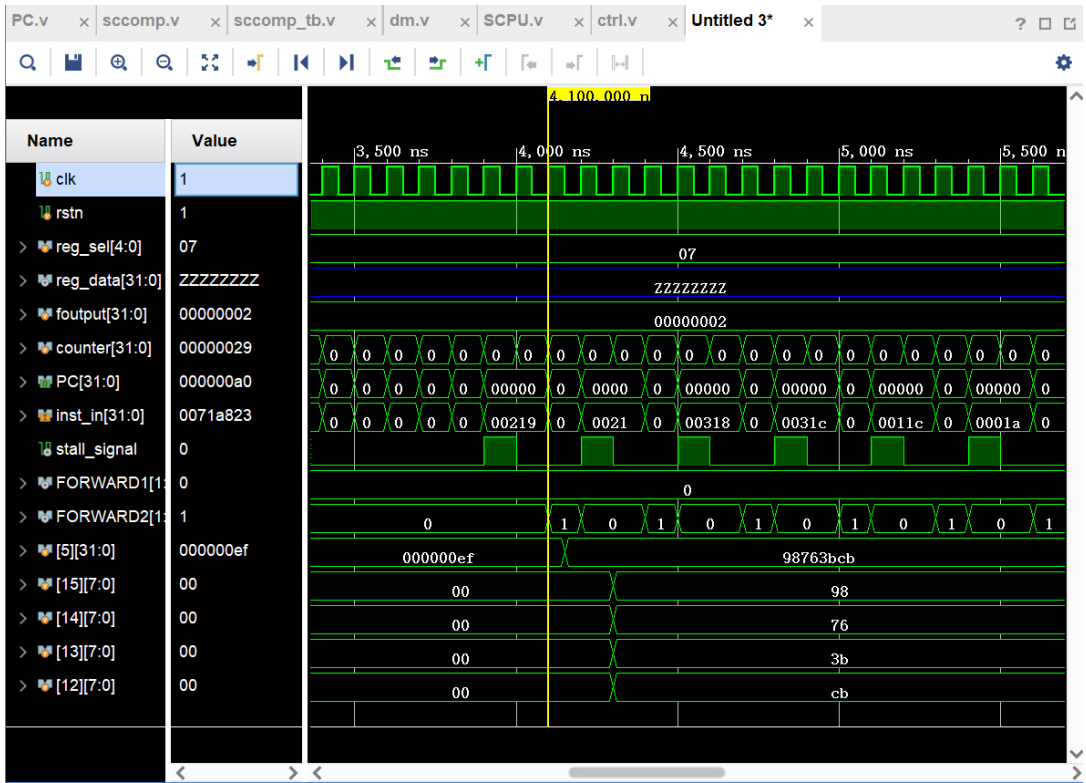 PC.v × sccomp.v × sccomp_tb.v × dm.v × SCPU.v × ctrl.v × Untitled 3* × ?
4,100,000 n
Name Value
3,500 ns 4,000 ns 4,500 ns 5,000 ns 5,500 n
clk 1
rstn 1
reg_sel[4:0] 07 07
reg_data[31:0] ZZZZZZZZ ZZZZZZZZ
foutput[31:0] 00000002 00000002
counter[31:0] 00000029 0 0 0 0 0 0 0 0 0 0 0 0 0 0 0 0 0 0 0 0 0 0 0
PC[31:0] 000000a0 0 0 0 0 0 00000 0 0000 0 00000 0 00000 0 00000 0 00000 0
inst_in[31:0] 0071a823 0 0 0 0 0 00219 0 0021 0 00318 0 0031c 0 0011c 0 0001a 0
stall_signal 0
FORWARD1[1: 0 0
FORWARD2[1: 1 0 1 0 1 0 1 0 1 0 1 0 1
[5][31:0] 000000ef 000000ef 98763bcb
[15][7:0] 00 00 98
[14][7:0] 00 00 76
[13][7:0] 00 00 3b
[12][7:0] 00 00 cb